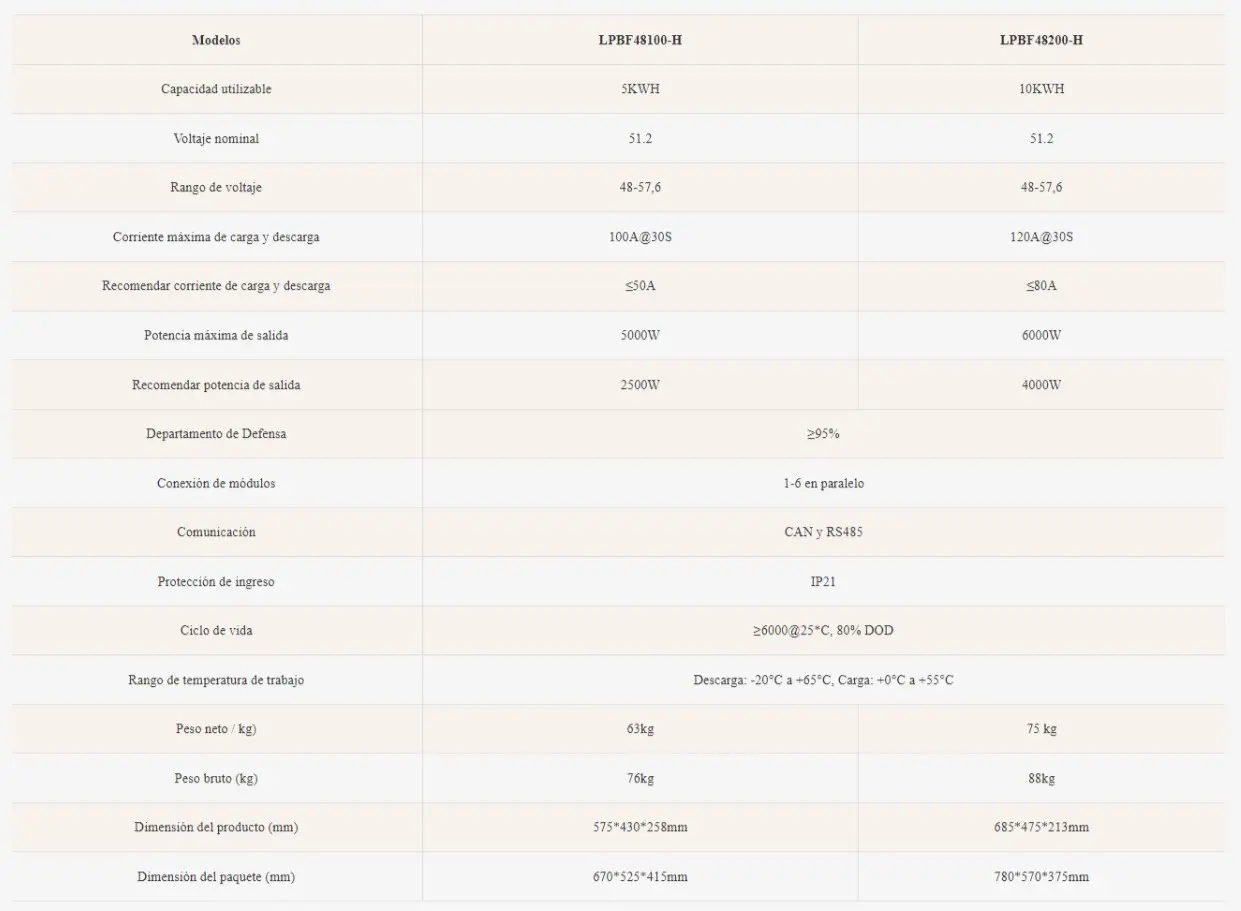 Modelos LPBF48100-H LPBF48200-H
Capacidad utilizable 5KWH 10KWH
Voltaje nominal 51.2 51.2
Rango de voltaje 48-57,6 48-57,6
Corriente máxima de carga y descarga 100A@30S 120A@30S
Recomendar corriente de carga y descarga ≤50A ≤80A
Potencia máxima de salida 5000W 6000W
Recomendar potencia de salida 2500W 4000W
Departamento de Defensa ≥95%
Conexión de módulos 1-6 en paralelo
Comunicación CAN y RS485
Protección de ingreso IP21
Ciclo de vida ≥6000@25*C, 80% DOD
Rango de temperatura de trabajo Descarga: -20°C a +65°C, Carga: +0°C a +55°C
Peso neto / kg) 63kg 75 kg
Peso bruto (kg) 76kg 88kg
Dimensión del producto (mm) 575*430*258mm 685*475*213mm
Dimensión del paquete (mm) 670*525*415mm 780*570*375mm